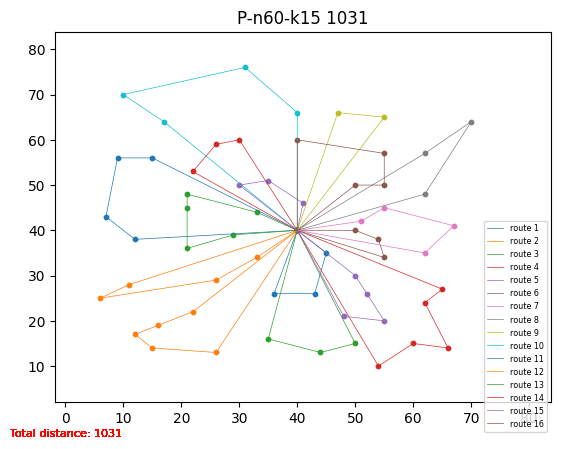 P-n60-k15 1031
80
70
60
50
40
30
20
10
0
10
20
30
40
50
60
70
80
route 1
route 2
route 3
route 4
route 5
route 6
route 7
route 8
route 9
route 10
route 11
route 12
route 13
route 14
route 15
route 16
Total distance: 1031